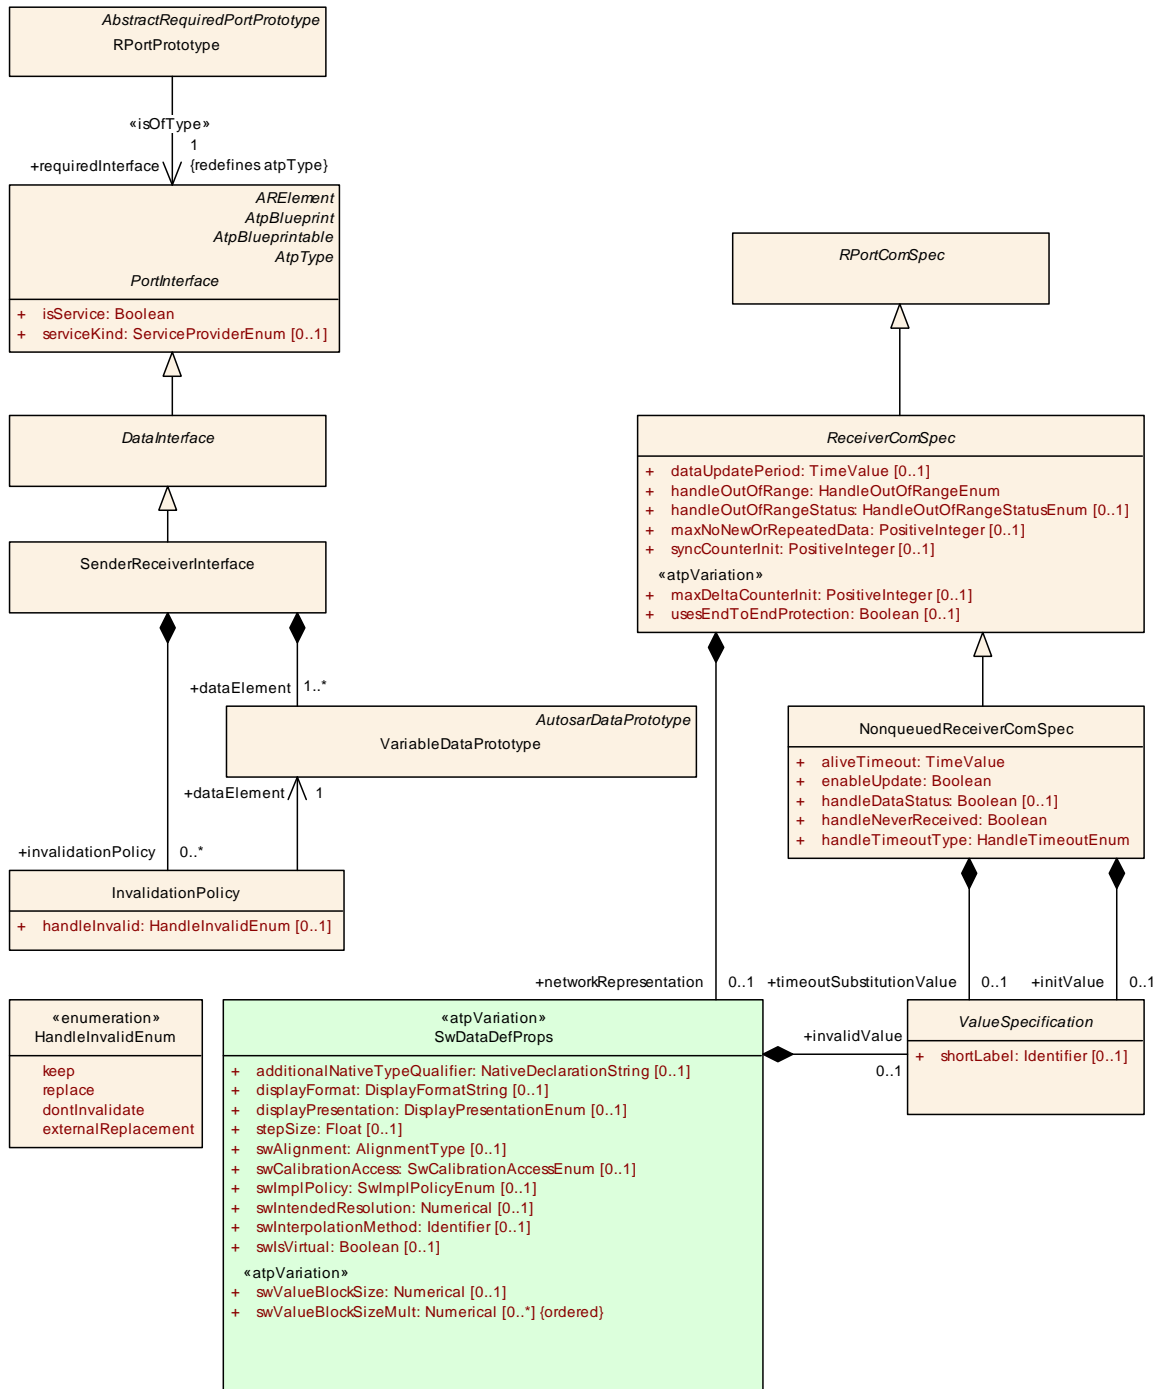 AbstractRequiredPortPrototype
RPortPrototype
«isOfType»
1
+requiredInterface {redefines atpType}
ARElement
AtpBlueprint
AtpBlueprintable
AtpType
PortInterface
+ isService: Boolean
+ serviceKind: ServiceProviderEnum [0..1]
RPortComSpec
DataInterface
ReceiverComSpec
+ dataUpdatePeriod: TimeValue [0..1]
+ handleOutOfRange: HandleOutOfRangeEnum
+ handleOutOfRangeStatus: HandleOutOfRangeStatusEnum [0..1]
+ maxNoNewOrRepeatedData: PositiveInteger [0..1]
+ syncCounterInit: PositiveInteger [0..1]
«atpVariation»
+ maxDeltaCounterInit: PositiveInteger [0..1]
+ usesEndToEndProtection: Boolean [0..1]
SenderReceiverInterface
+dataElement 1..*
AutosarDataPrototype
VariableDataPrototype
NonqueuedReceiverComSpec
+ aliveTimeout: TimeValue
+ enableUpdate: Boolean
+ handleDataStatus: Boolean [0..1]
+ handleNeverReceived: Boolean
+ handleTimeoutType: HandleTimeoutEnum
+dataElement 1
+invalidationPolicy 0..*
InvalidationPolicy
+ handleInvalid: HandleInvalidEnum [0..1]
+networkRepresentation 0..1
+timeoutSubstitutionValue 0..1
+initValue 0..1
«enumeration»
HandleInvalidEnum
keep
replace
dontInvalidate
externalReplacement
«atpVariation»
SwDataDefProps
+ additionalNativeTypeQualifier: NativeDeclarationString [0..1]
+ displayFormat: DisplayFormatString [0..1]
+ displayPresentation: DisplayPresentationEnum [0..1]
+ stepSize: Float [0..1]
+ swAlignment: AlignmentType [0..1]
+ swCalibrationAccess: SwCalibrationAccessEnum [0..1]
+ swImplPolicy: SwImplPolicyEnum [0..1]
+ swIntendedResolution: Numerical [0..1]
+ swInterpolationMethod: Identifier [0..1]
+ swIsVirtual: Boolean [0..1]
«atpVariation»
+ swValueBlockSize: Numerical [0..1]
+ swValueBlockSizeMult: Numerical [0..*] {ordered}
+invalidValue
0..1
ValueSpecification
+ shortLabel: Identifier [0..1]